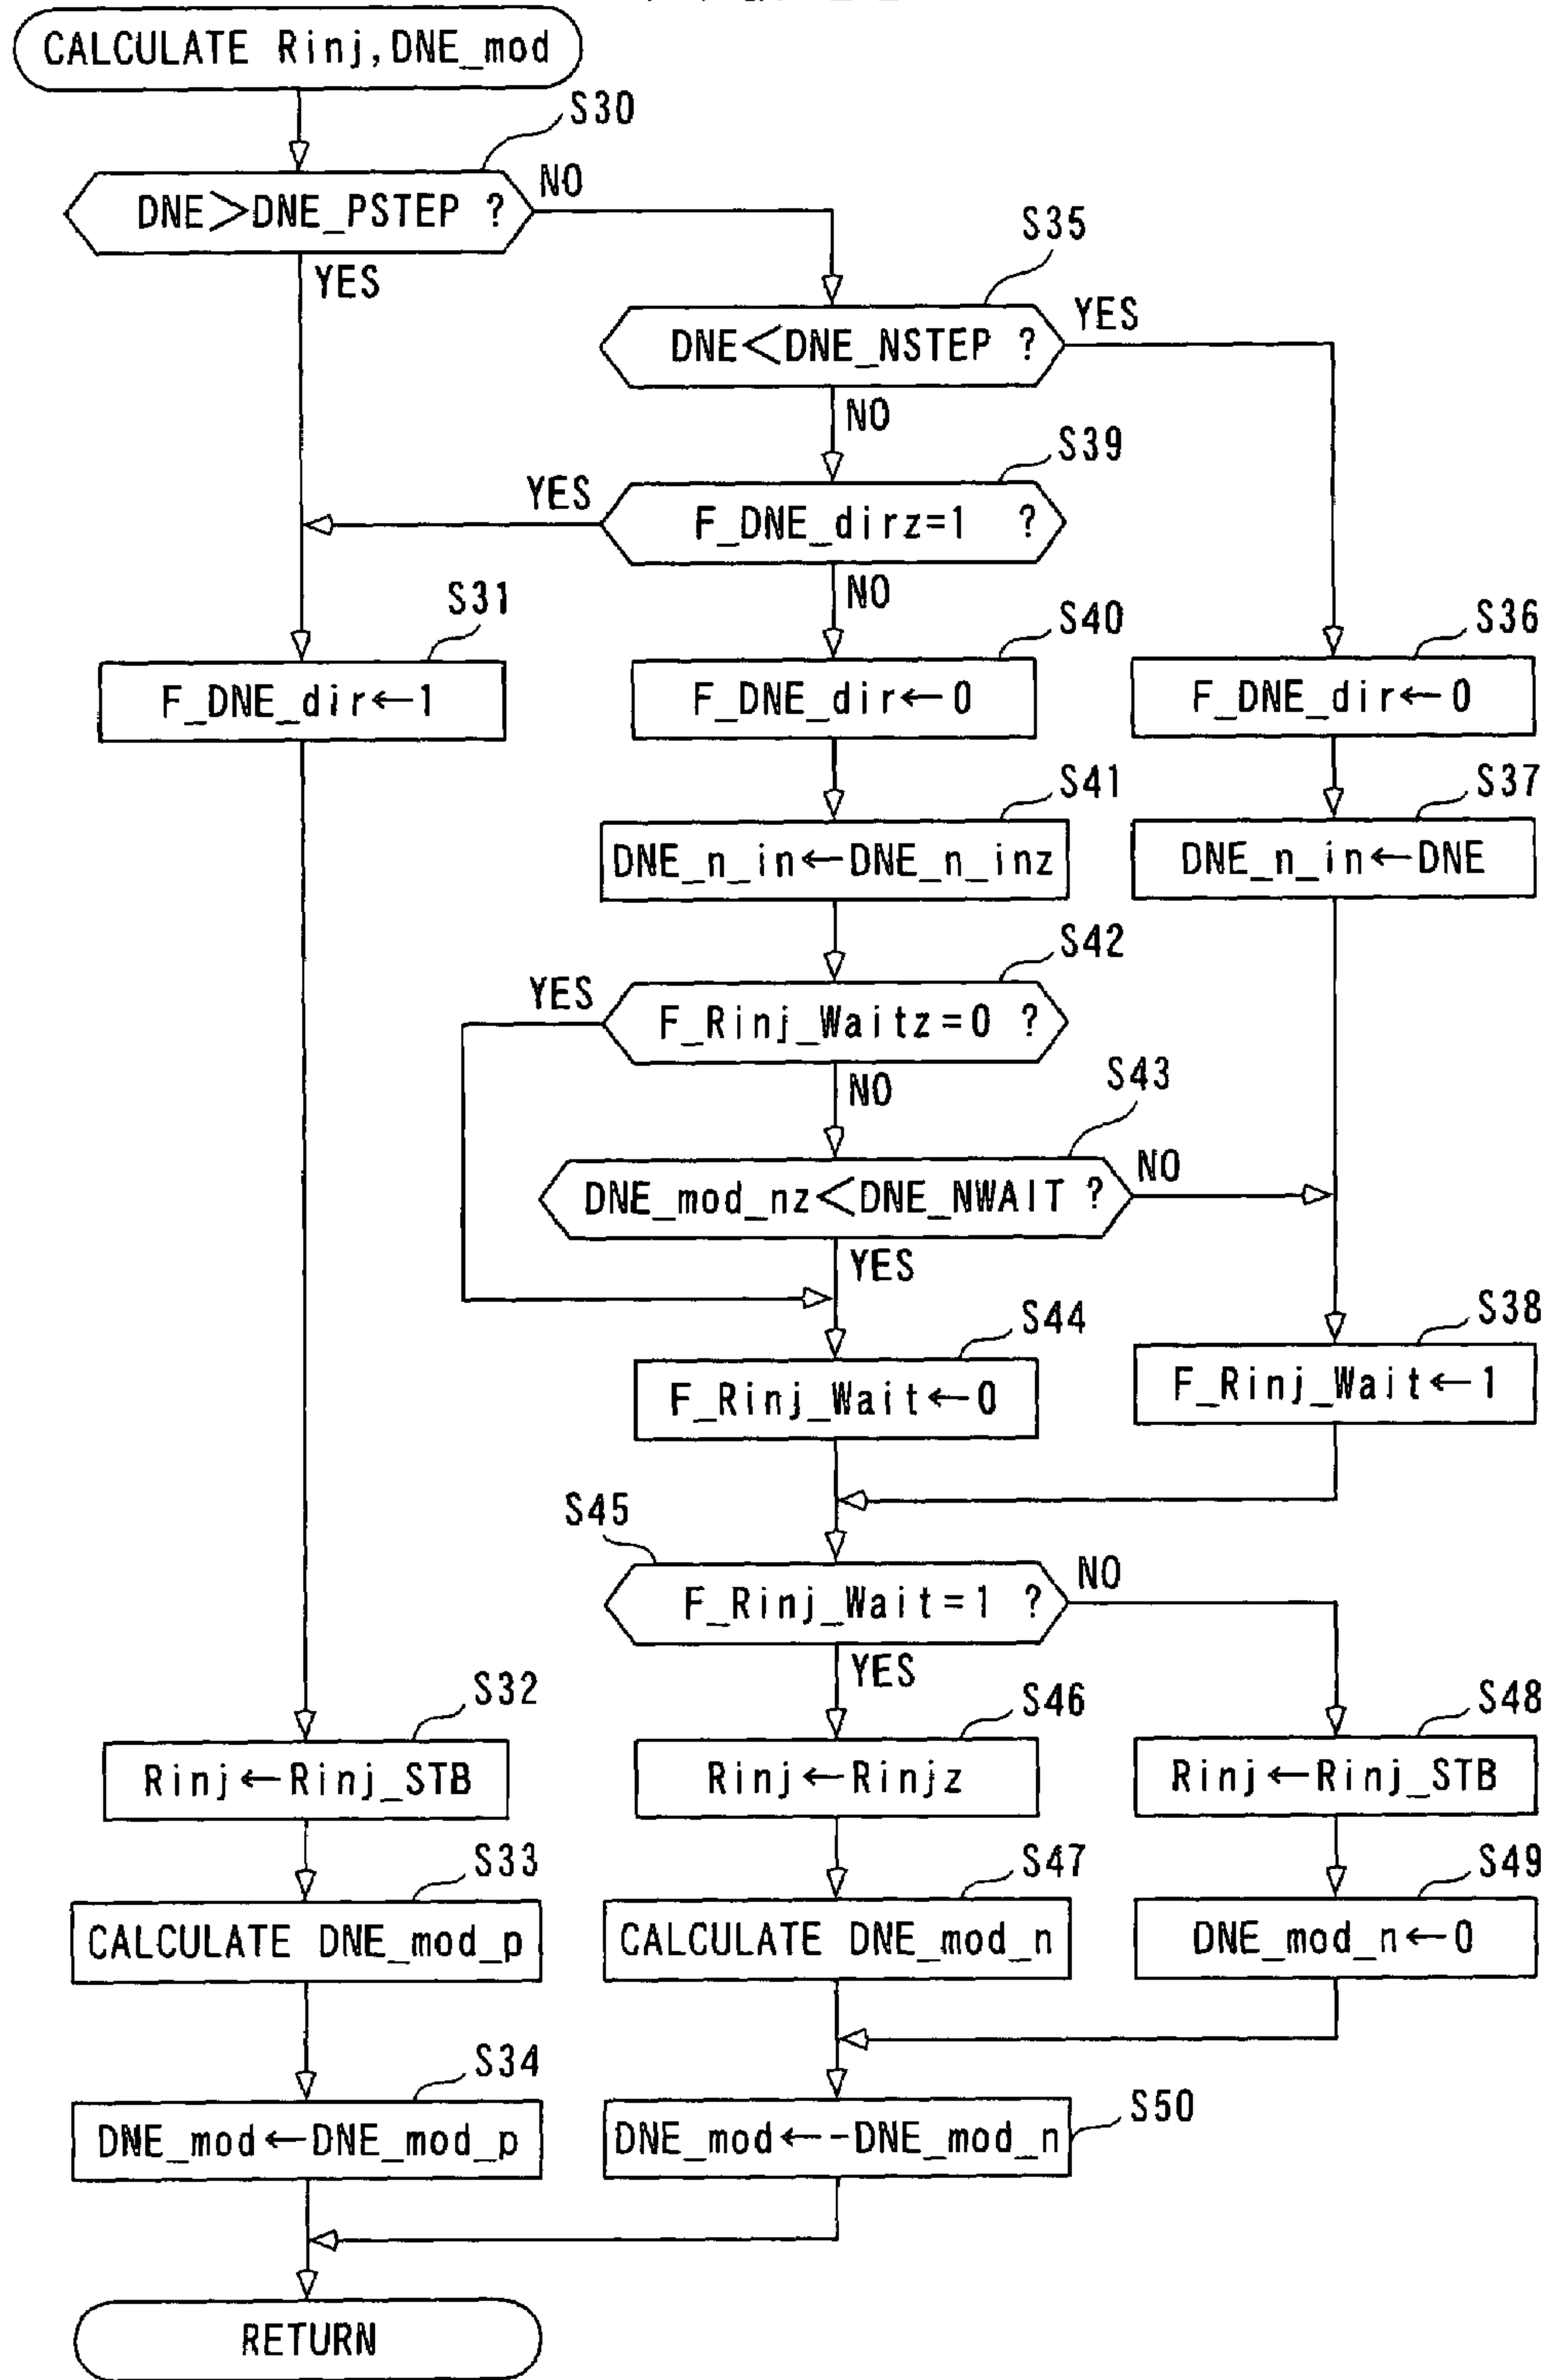 CALCULATE Rinj,DNE_mod
S30
DNE>DNE_PSTEP ?
NO
YES
S35
DNE<DNE_NSTEP ?
YES
NO
S39
YES
F_DNE_dirz=1 ?
NO
S31
F_DNE_dir←1
S40
F_DNE_dir←0
S36
F_DNE_dir←0
S41
DNE_n_in←DNE_n_inz
S37
DNE_n_in←DNE
S42
YES
F_Rinj_Waitz=0 ?
NO
S43
DNE_mod_nz<DNE_NWAIT ?
NO
YES
S44
F_Rinj_Wait←0
S38
F_Rinj_Wait←1
S45
F_Rinj_Wait=1 ?
NO
YES
S32
Rinj←Rinj_STB
S46
Rinj←Rinjz
S48
Rinj←Rinj_STB
S33
CALCULATE DNE_mod_p
S47
CALCULATE DNE_mod_n
S49
DNE_mod_n←0
S34
DNE_mod←DNE_mod_p
S50
DNE_mod←-DNE_mod_n
RETURN